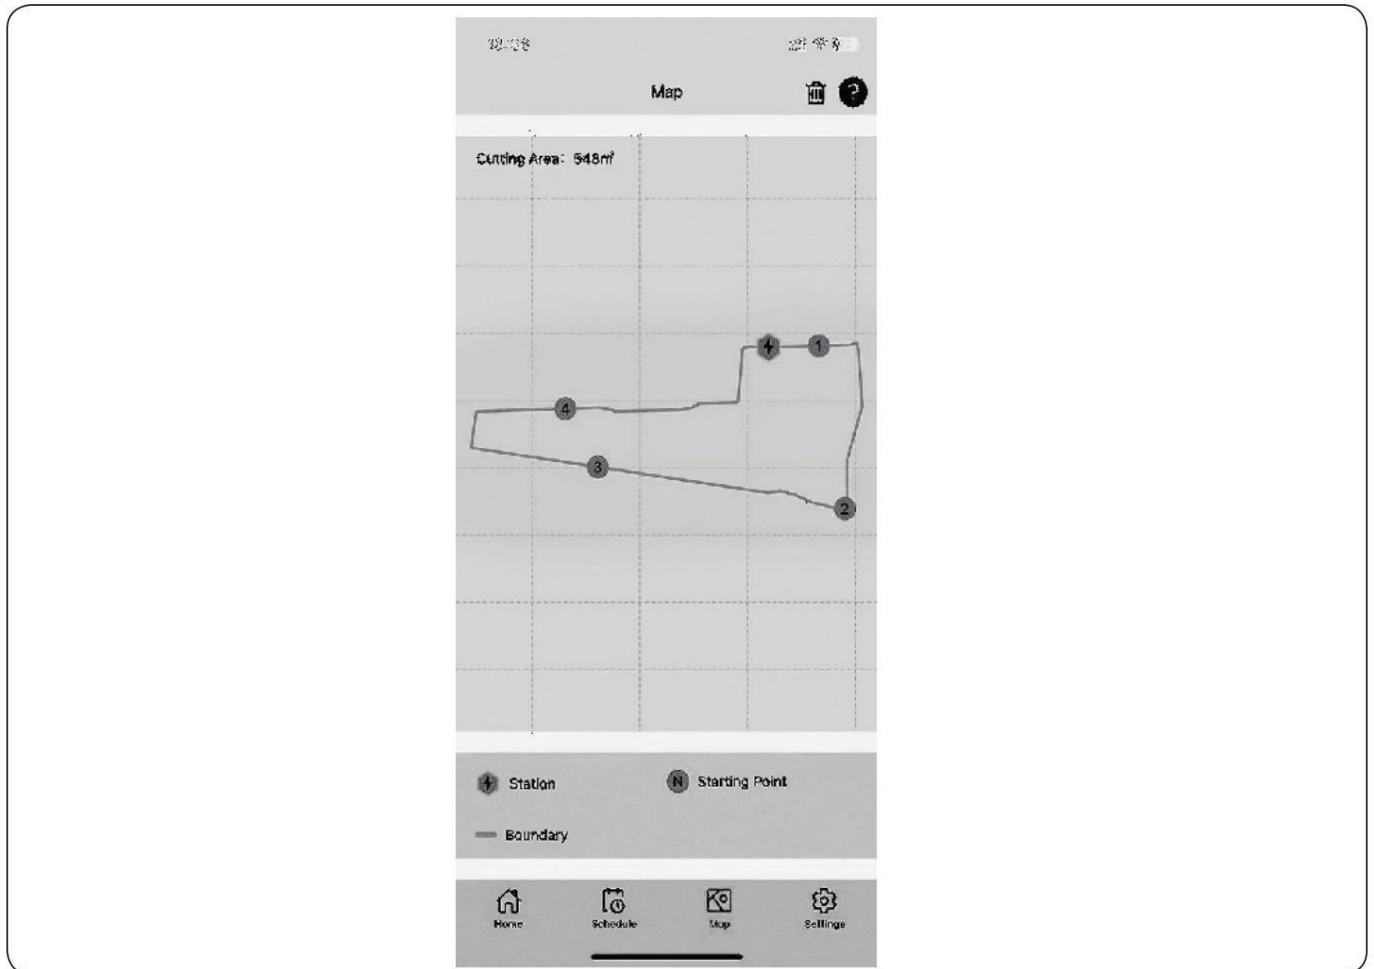 Map
?
Cutting Area: 548㎡
1
4
3
2
Station
N Starting Point
Boundary
Home Schedule Map Settings